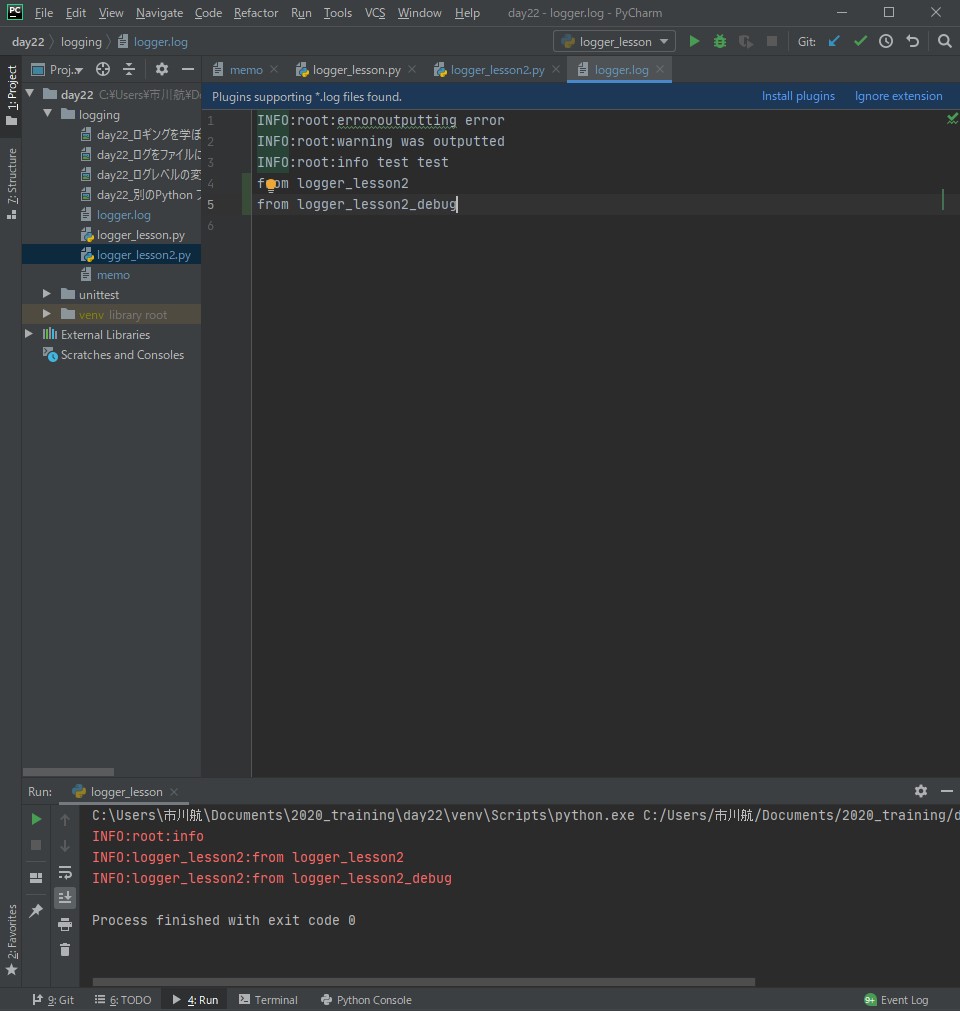 PC File Edit View Navigate Code Refactor Run Tools VCS Window Help day22 - logger.log - PyCharm
day22 logging logger.log logger_lesson Git:
1: Project
Proj.. memo logger_lesson.py logger_lesson2.py logger.log
day22 C:¥Users¥市川航¥D
Plugins supporting *.log files found. Install plugins Ignore extension
logging
day22_ロギングを学ぼ
day22_ログをファイルに
day22_ログレベルの変
day22_別のPython フ
logger.log
logger_lesson.py
logger_lesson2.py
memo
unittest
venv library root
External Libraries
Scratches and Consoles
7: Structure
1 INFO:root:erroroutputting error
2 INFO:root:warning was outputted
3 INFO:root:info test test
4 from logger_lesson2
5 from logger_lesson2_debug
6
Run: logger_lesson
C:\Users\市川航\Documents\2020_training\day22\venv\Scripts\python.exe C:/Users/市川航/Documents/2020_training/d
INFO:root:info
INFO:logger_lesson2:from logger_lesson2
INFO:logger_lesson2:from logger_lesson2_debug
Process finished with exit code 0
2: Favorites
9: Git 6: TODO 4: Run Terminal Python Console 9+ Event Log